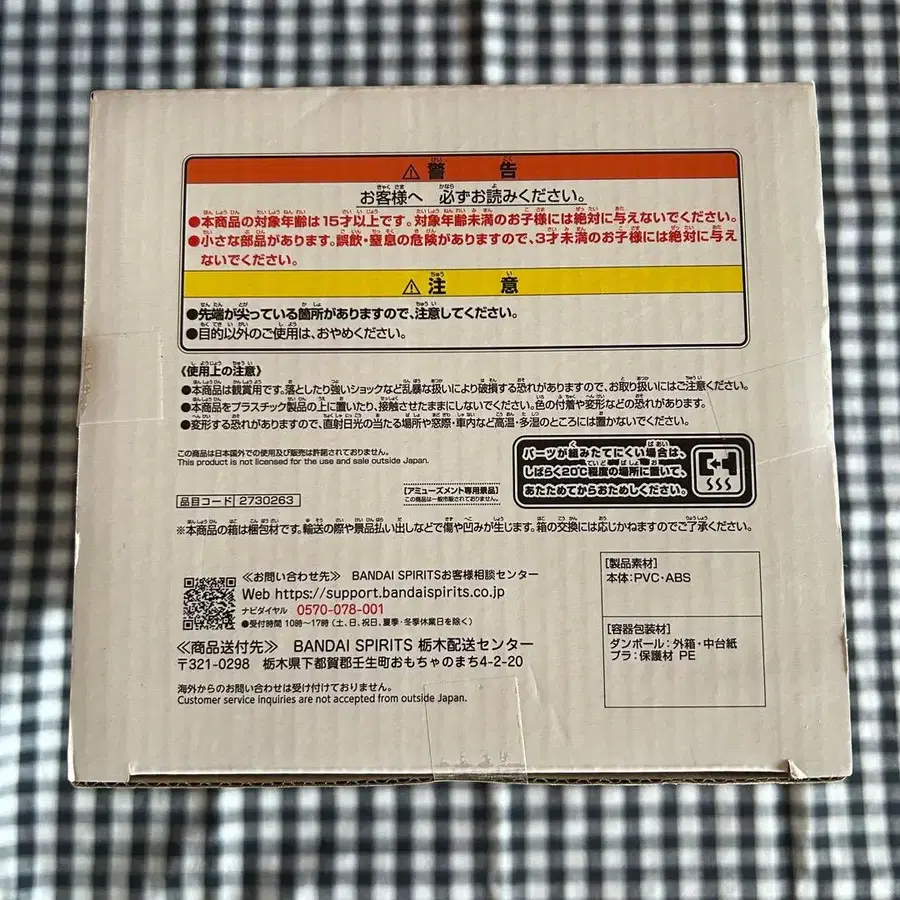 ⚠警告
お客様へ 必ずお読みください。
●本商品の対象年齢は15才以上です。対象年齢未満のお子様には絶対に与えないでください。
●小さな部品があります。誤飲・窒息の危険がありますので、3才未満のお子様には絶対に与え
ないでください。
⚠注意
●先端が尖っている箇所がありますので、注意してください。
●目的以外のご使用は、おやめください。
《使用上の注意》
●本商品は観賞用です。落としたり強いショックなど乱暴な扱いにより破損する恐れがありますので、お取り扱いにはご注意ください。
●本商品をプラスチック製品の上に置いたり、接触させたままにしないでください。色の付着や変形などの恐れがあります。
●変形する恐れがありますので、直射日光の当たる場所や窓際・車内など高温・多湿のところには置かないでください。
この商品は日本国外での使用及び販売は許諾されておりません。
This product is not licensed for the use and sale outside Japan.
パーツが組みたてにくい場合は、
しばらく20℃程度の場所に置いて、
あたためてからおためしください。
品目コード 2730263
【アミューズメント専用景品】
この商品は一般市販されておりません。
※本商品の箱は梱包材です。輸送の際や景品払い出しなどで傷や凹みが生じます。箱の交換には応じかねますのでご了承ください。
≪お問い合わせ先≫ BANDAI SPIRITSお客様相談センター
Web https://support.bandaispirits.co.jp
ナビダイヤル 0570-078-001
●受付時間 10時〜17時(土、日、祝日、夏季・冬季休業日を除く)
≪商品送付先≫ BANDAI SPIRITS 栃木配送センター
〒321-0298 栃木県下都賀郡壬生町おもちゃのまち4-2-20
海外からのお問い合わせは受け付けておりません。
Customer service inquiries are not accepted from outside Japan.
[製品素材]
本体:PVC・ABS
[容器包装材]
ダンボール:外箱・中台紙
プラ:保護材 PE